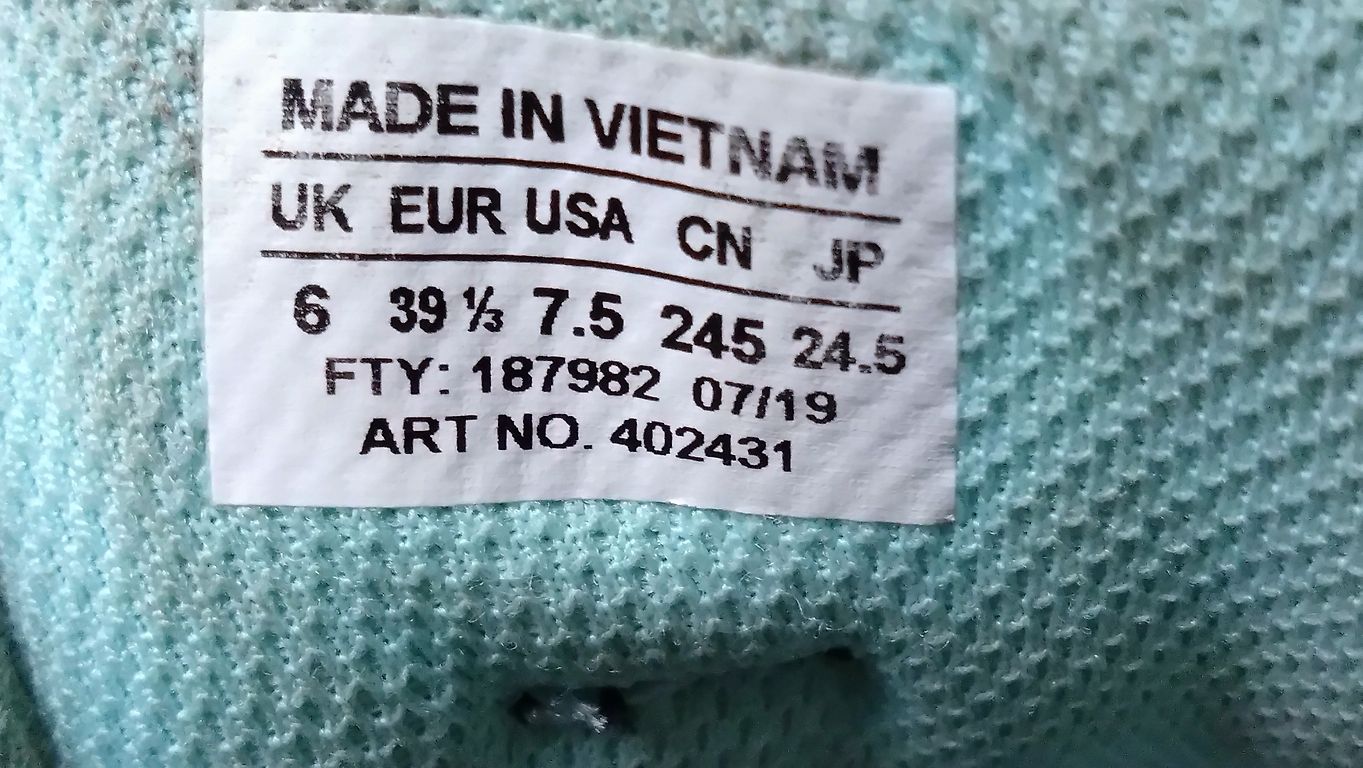 MADE IN VIETNAM
UK EUR USA CN JP
6 39 ⅓ 7.5 245 24.5
FTY: 187982 07/19
ART NO. 402431